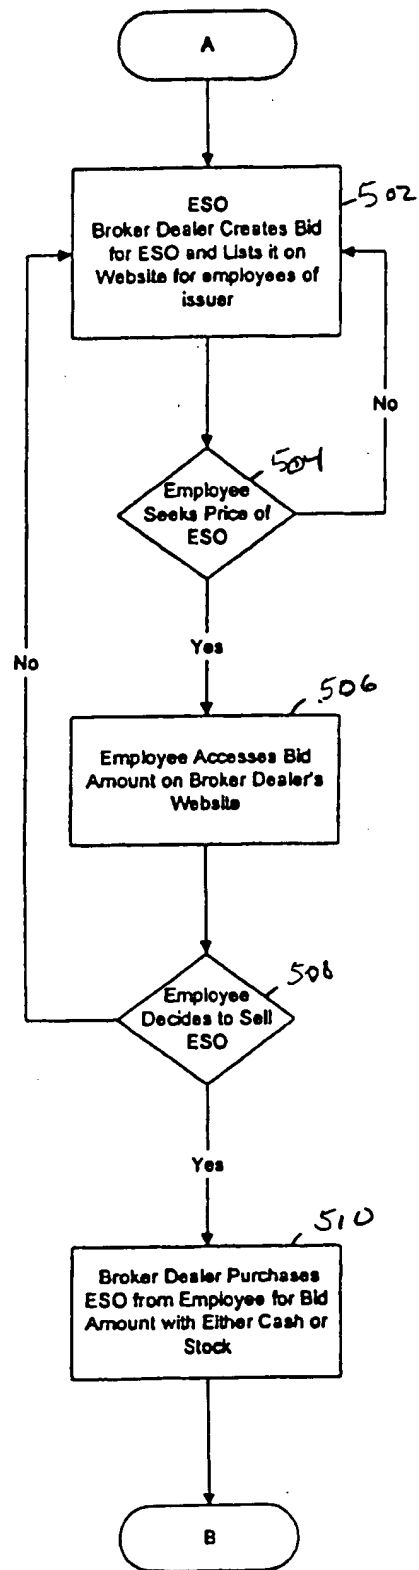 A
ESO
Broker Dealer Creates Bid
for ESO and Lists it on
Website for employees of
issuer
502
No
504
Employee
Seeks Price of
ESO
Yes
No
506
Employee Accesses Bid
Amount on Broker Dealer's
Website
508
Employee
Decides to Sell
ESO
Yes
510
Broker Dealer Purchases
ESO from Employee for Bid
Amount with Either Cash or
Stock
B